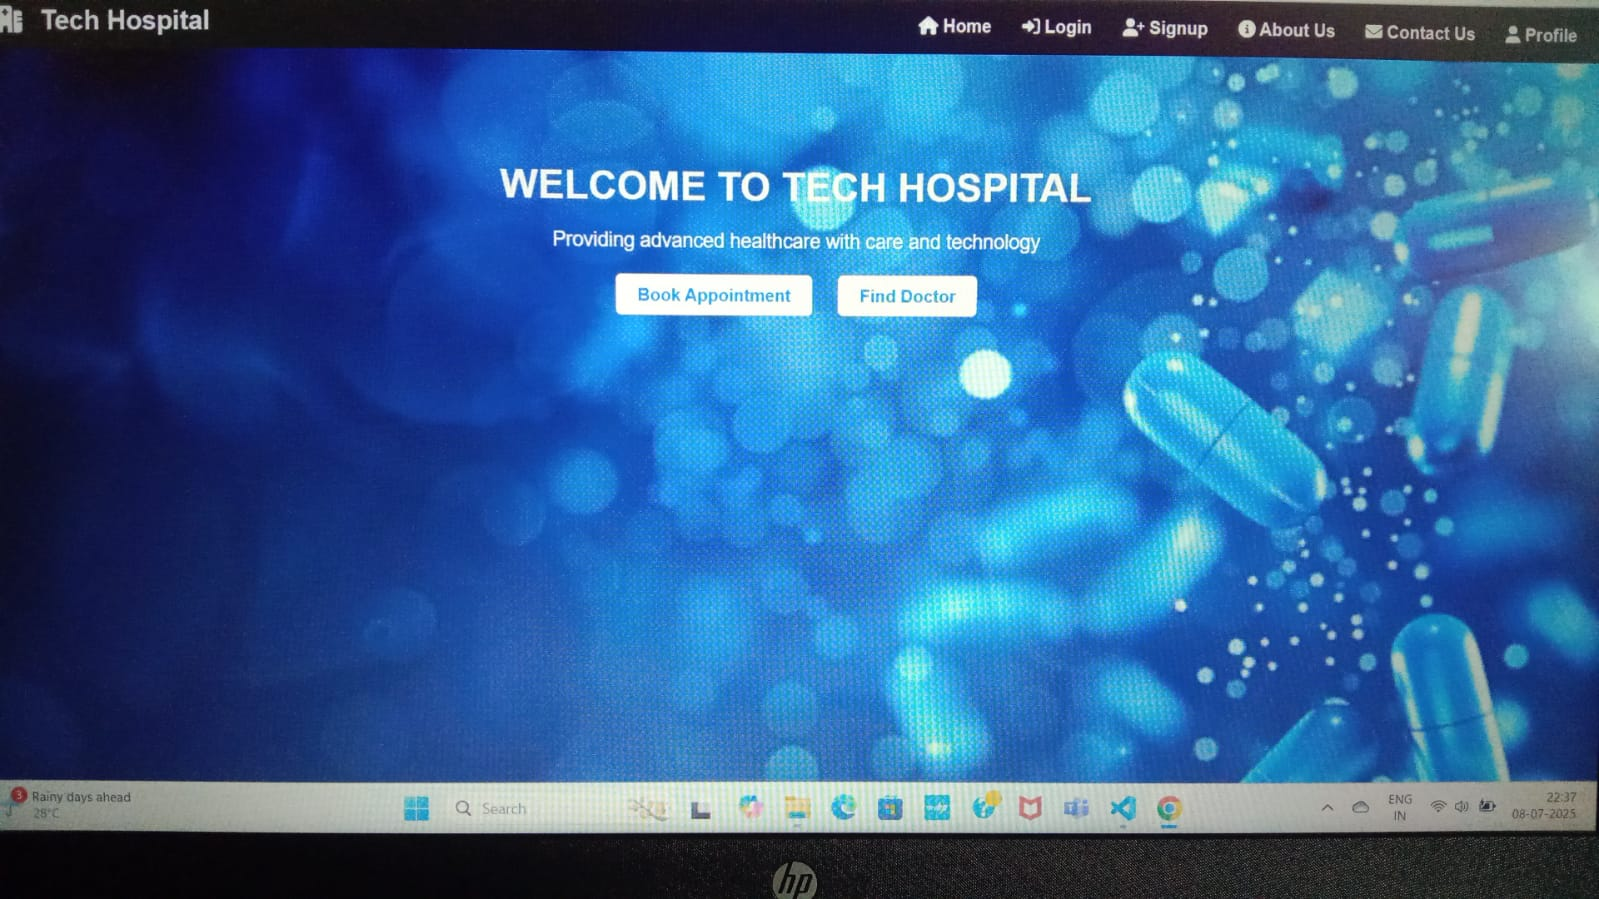 Tech Hospital
Home Login Signup About Us Contact Us Profile
WELCOME TO TECH HOSPITAL
Providing advanced healthcare with care and technology
Book Appointment Find Doctor
3 Rainy days ahead
28°C
Search
ENG
IN
22:37
08-07-2025
hp